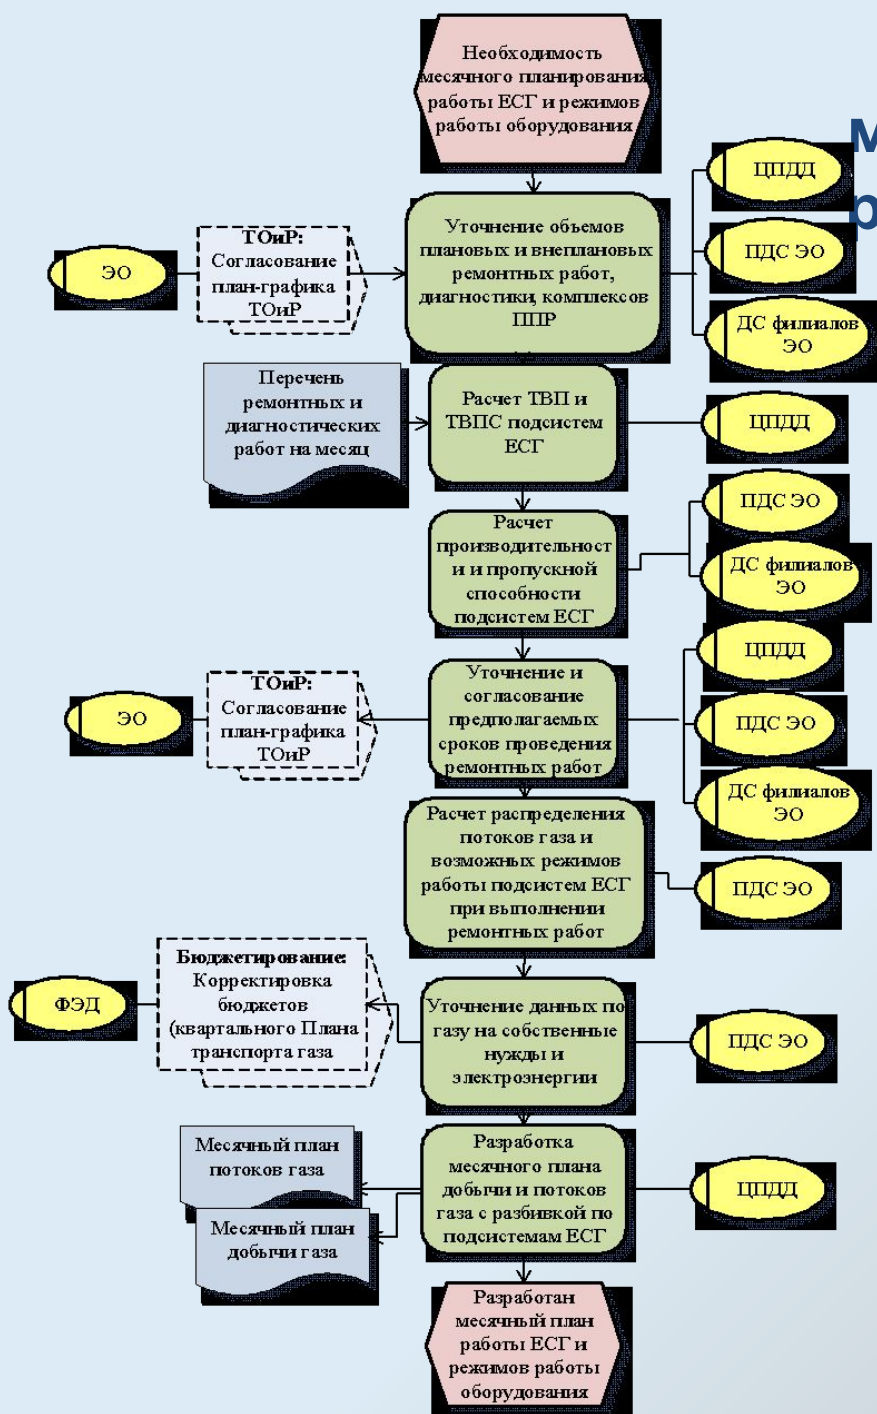 Необходимость
месячного планирования
работы ЕСГ и режимов
работы оборудования
м
р
ЦПДД
ПДС ЭО
ДС филиалов
ЭО
Уточнение объемов
плановых и внеплановых
ремонтных работ,
диагностики, комплексов
ППР
ЭО
ТОиР:
Согласование
план-графика
ТОиР
Перечень
ремонтных и
диагностических
работ на месяц
Расчет ТВП и
ТВПС подсистем
ЕСГ
ЦПДД
Расчет
производительност
и и пропускной
способности
подсистем ЕСГ
ПДС ЭО
ДС филиалов
ЭО
ЭО
ТОиР:
Согласование
план-графика
ТОиР
Уточнение и
согласование
предполагаемых
сроков проведения
ремонтных работ
ЦПДД
ПДС ЭО
ДС филиалов
ЭО
Расчет распределения
потоков газа и
возможных режимов
работы подсистем ЕСГ
при выполнении
ремонтных работ
ПДС ЭО
ФЭД
Бюджетирование:
Корректировка
бюджетов
(квартального Плана
транспорта газа
Уточнение данных по
газу на собственные
нужды и
электроэнергии
ПДС ЭО
Месячный план
потоков газа
Месячный план
добычи газа
Разработка
месячного плана
добычи и потоков
газа с разбивкой по
подсистемам ЕСГ
ЦПДД
Разработан
месячный план
работы ЕСГ и
режимов работы
оборудования